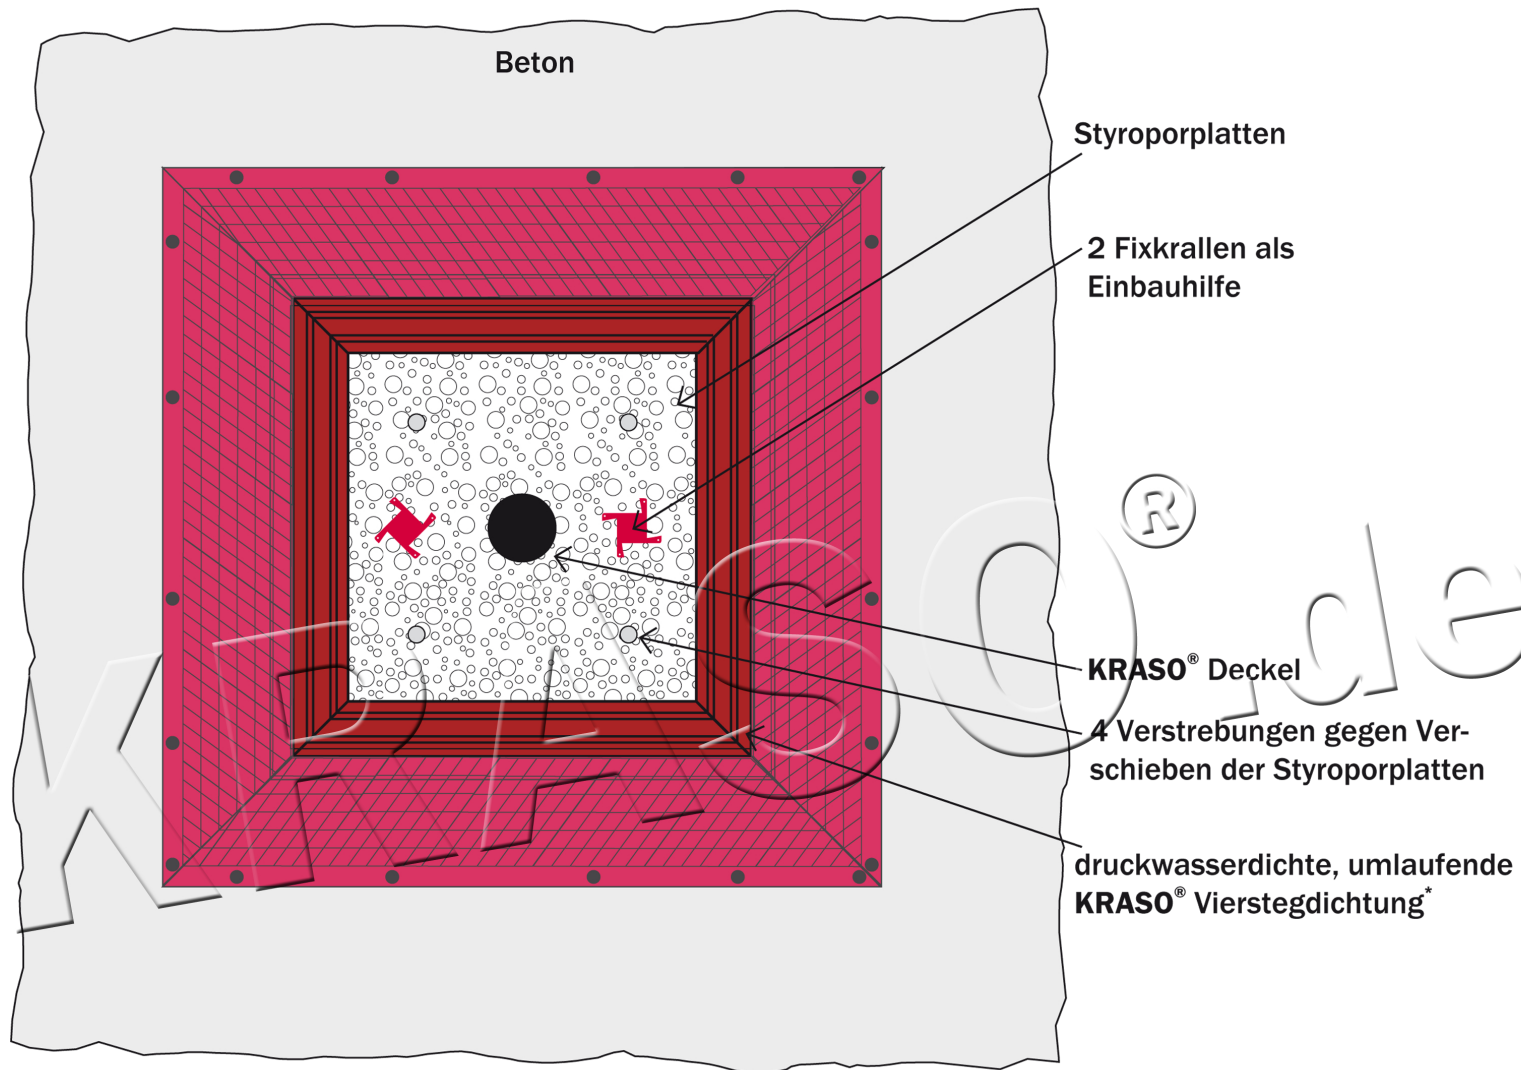 Beton
Styroporplatten
2 Fixkrallen als
Einbauhilfe
KRASO® Deckel
4 Verstrebungen gegen Ver-
schieben der Styroporplatten
druckwasserdichte, umlaufende
KRASO® Vierstegdichtung*
KRASO®.de